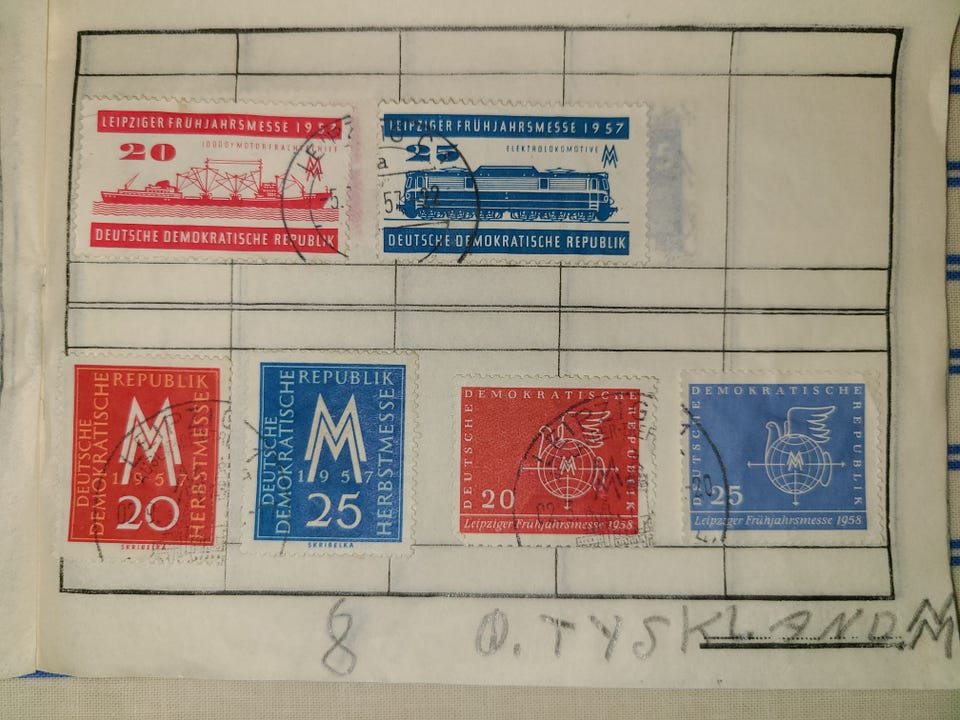 LEIPZIGER FRÜHJAHRSMESSE 1957
20
10000t MOTORFRACHTSCHIFF
DEUTSCHE DEMOKRATISCHE REPUBLIK
LEIPZIGER FRÜHJAHRSMESSE 1957
25
ELEKTROLOKOMOTIVE
DEUTSCHE DEMOKRATISCHE REPUBLIK
DEUTSCHE
DEMOKRATISCHE
REPUBLIK
HERBSTMESSE
M
M
1957
20
SKRIBELKA
DEUTSCHE
DEMOKRATISCHE
REPUBLIK
HERBSTMESSE
M
M
1957
25
SKRIBELKA
DEUTSCHE
DEMOKRATISCHE
REPUBLIK
20
Leipziger Frühjahrsmesse 1958
DEUTSCHE
DEMOKRATISCHE
REPUBLIK
25
Leipziger Frühjahrsmesse 1958
8 Ø.TYSKLAND.